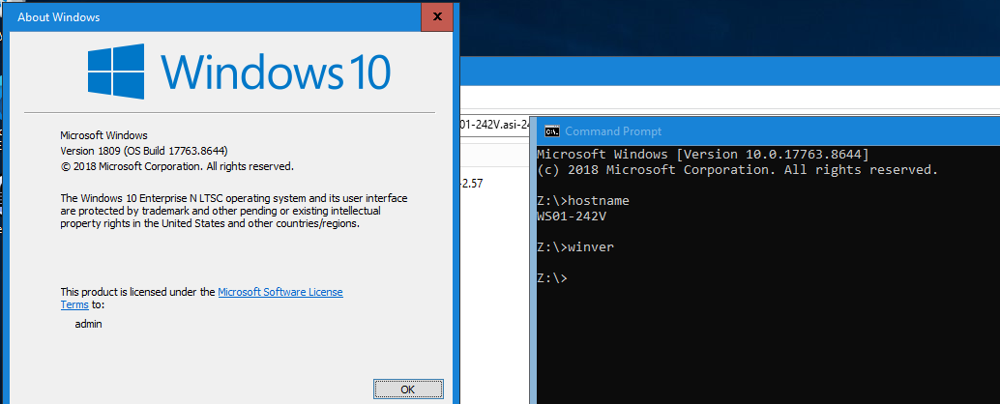 About Windows
Windows 10
Microsoft Windows
Version 1809 (OS Build 17763.8644)
© 2018 Microsoft Corporation. All rights reserved.
The Windows 10 Enterprise N LTSC operating system and its user interface
are protected by trademark and other pending or existing intellectual
property rights in the United States and other countries/regions.
This product is licensed under the Microsoft Software License
Terms to:
admin
OK
01-242V.asi-24
-2.57
Command Prompt
Microsoft Windows [Version 10.0.17763.8644]
(c) 2018 Microsoft Corporation. All rights reserved.
Z:\>hostname
WS01-242V
Z:\>winver
Z:\>